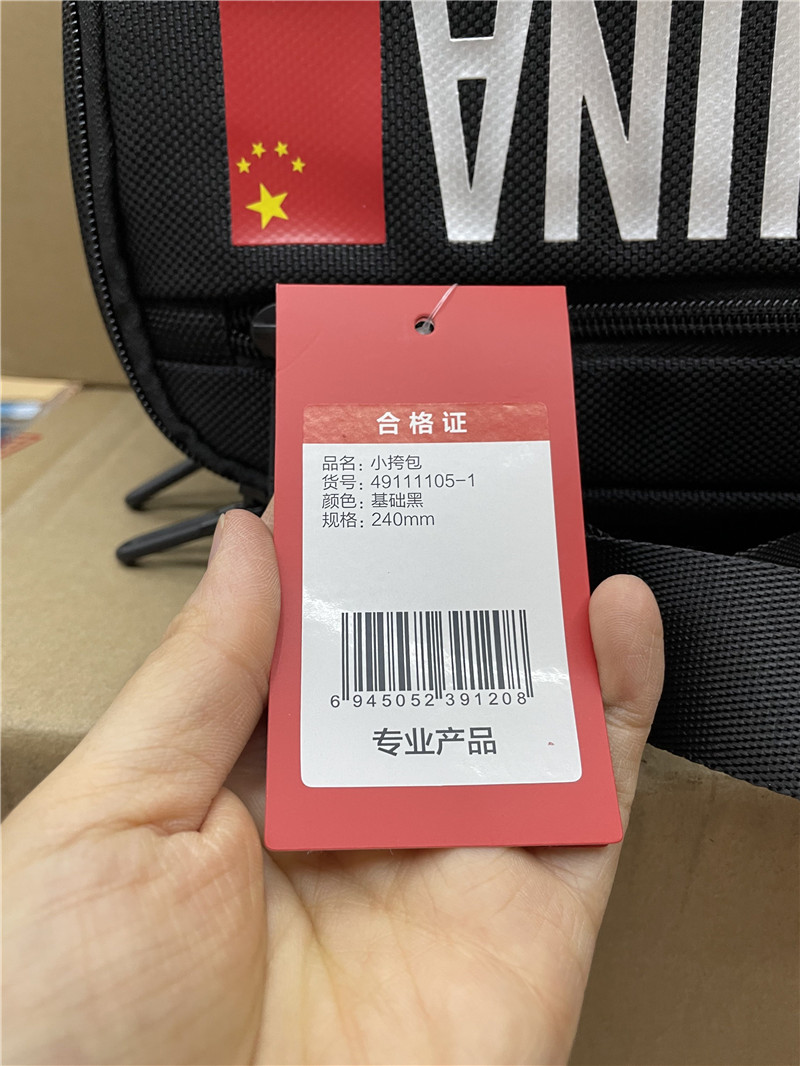 INA
合格证
品名：小挎包
货号：49111105-1
颜色：基础黑
规格：240mm
6 945052 391208
专业产品